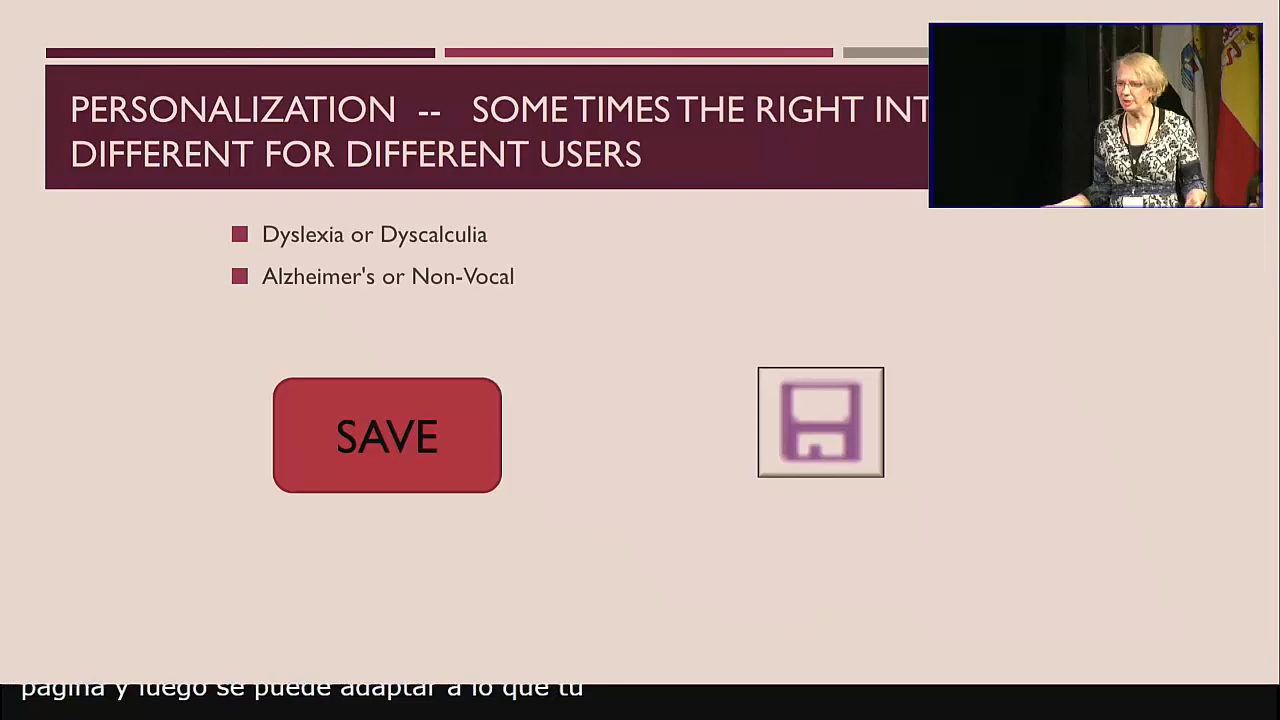 PERSONALIZATION -- SOME TIMES THE RIGHT INT
DIFFERENT FOR DIFFERENT USERS
Dyslexia or Dyscalculia
Alzheimer's or Non-Vocal
SAVE
página y luego se puede adaptar a lo que tú